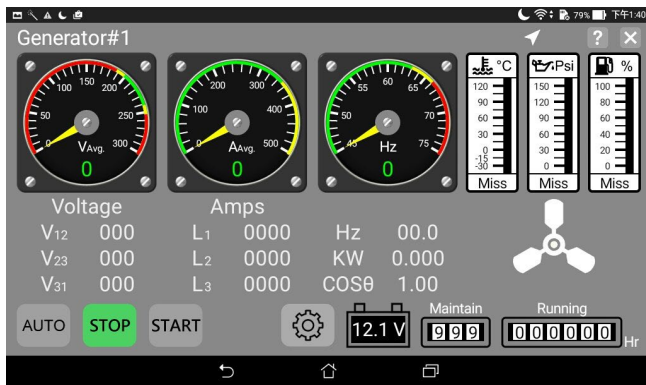 79% 下午1:40
Generator#1 ? ×
50 100 150 200 250 300 VAvg. 0
0 100 200 300 400 500 AAvg. 0
45 50 55 60 65 70 75 Hz 0
°C 120 90 60 30 0 -15 -30 Miss
Psi 150 120 90 60 30 0 Miss
% 100 80 60 40 20 0 Miss
Voltage Amps
V12 000 L1 0000 Hz 00.0
V23 000 L2 0000 KW 0.000
V31 000 L3 0000 COSθ 1.00
Maintain Running
AUTO STOP START 12.1 V 999 000000 Hr